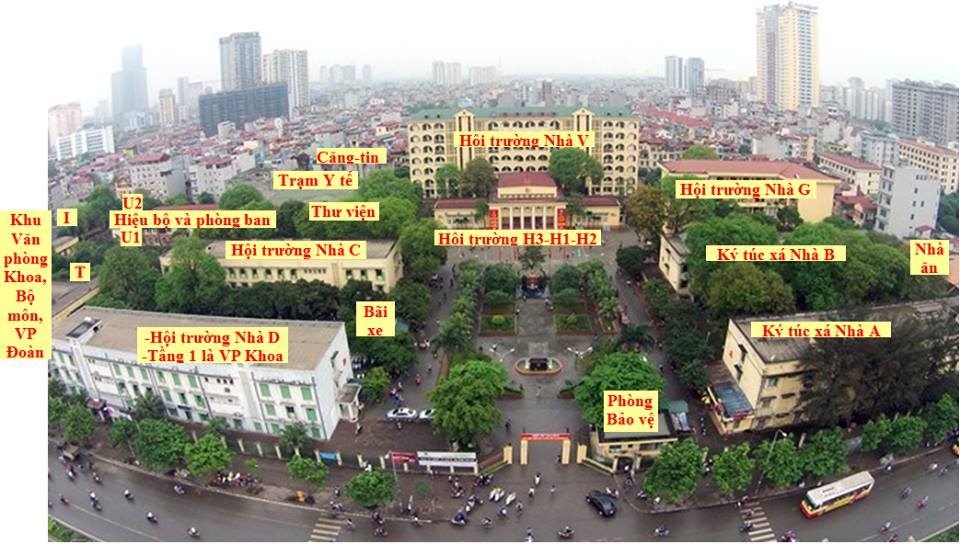 Hôi trường Nhà V
Căng-tin
Trạm Y tế
Hội trường Nhà G
U2
Thư viện
I
Hiệu bộ và phòng ban
U1
Hôi trường H3-H1-H2
Hội trường Nhà C
Ký túc xá Nhà B
Nhà
ăn
T
Khu
Văn
phòng
Khoa,
Bộ
môn,
VP
Đoàn
Bãi
xe
-Hội trường Nhà D
-Tầng 1 là VP Khoa
Ký túc xá Nhà A
Phòng
Bảo vệ